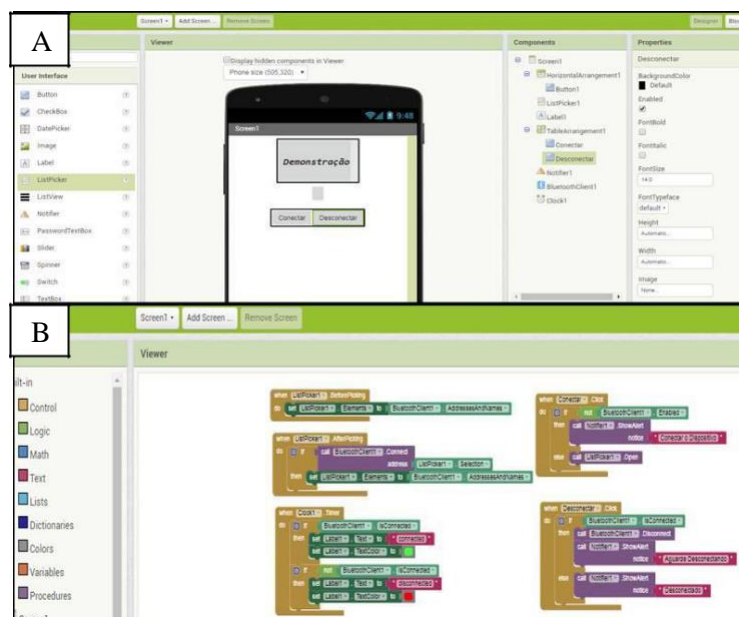 A
Screen1
Add Screen ...
Remove Screen
Designer
Viewer
Components
Properties
User Interface
Button
CheckBox
DatePicker
Image
Label
ListPicker
ListView
Notifier
PasswordTextBox
Slider
Spinner
Switch
TextBox
Display hidden components in Viewer
Phone size (505,320)
9:48
Screen1
Demonstração
Conectar
Desconectar
Screen1
HorizontalArrangement1
Button1
ListPicker1
Label1
TableArrangement1
Conectar
Desconectar
Notifier1
BluetoothClient1
Clock1
Desconectar
BackgroundColor
Default
Enabled
FontBold
FontItalic
FontSize
14.0
FontTypeface
default
Height
Automatic...
Width
Automatic...
Image
None...
B
Screen1
Add Screen ...
Remove Screen
Viewer
Control
Logic
Math
Text
Lists
Dictionaries
Colors
Variables
Procedures
when ListPicker1 .BeforePicking
do set ListPicker1 . Elements to BluetoothClient1 . AddressesAndNames
when ListPicker1 .AfterPicking
do if call BluetoothClient1 .Connect
address ListPicker1 . Selection
then set ListPicker1 . Elements to BluetoothClient1 . AddressesAndNames
when Clock1 .Timer
do if BluetoothClient1 . IsConnected
then set Label1 . Text to " connected "
set Label1 . TextColor to
if not BluetoothClient1 . IsConnected
then set Label1 . Text to " disconnected "
set Label1 . TextColor to
when Conectar .Click
do if not BluetoothClient1 . Enabled
then call Notifier1 .ShowAlert
notice " Conectar o Dispositivo "
else call ListPicker1 .Open
when Desconectar .Click
do if BluetoothClient1 . IsConnected
then call BluetoothClient1 .Disconnect
call Notifier1 .ShowAlert
notice " Aguarde Desconectando "
else call Notifier1 .ShowAlert
notice " Desconectado "